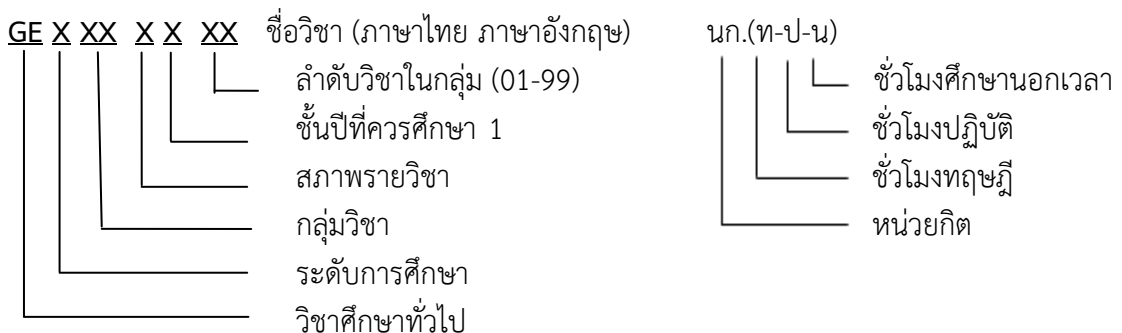 GE X XX X X XX ชื่อวิชา (ภาษาไทย ภาษาอังกฤษ) นก.(ท-ป-น)
ลำดับวิชาในกลุ่ม (01-99) ชั่วโมงศึกษานอกเวลา
ชั้นปีที่ควรศึกษา 1 ชั่วโมงปฏิบัติ
สภาพรายวิชา ชั่วโมงทฤษฎี
กลุ่มวิชา หน่วยกิต
ระดับการศึกษา
วิชาศึกษาทั่วไป